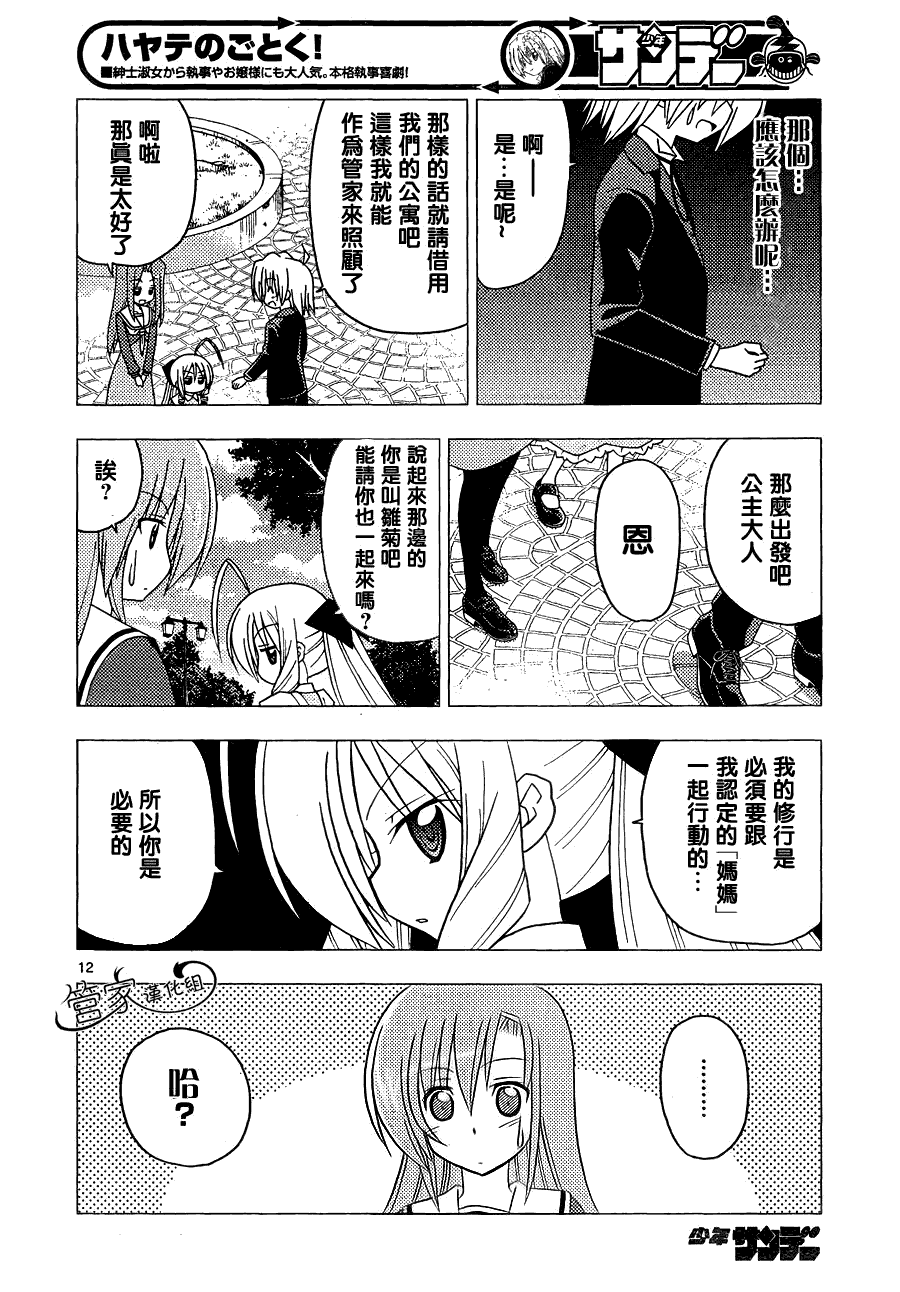 ハヤテのごとく!
■紳士淑女から執事やお嬢様にも大人気。本格執事喜劇!
少年サンデー
那個…
應該怎麼辦呢…
啊——
是…是呢~
那樣的話就請借用
我們的公寓吧
這樣我就能
作為管家來照顧了
啊啦
那真是太好了
那麼出發吧
公主大人
恩
說起來那邊的
你是叫雛菊吧
能請你也一起來嗎?
誒?
我的修行是
必須要跟
我認定的「媽媽」
一起行動的…
所以你是
必要的
12
管家漢化組
………
哈?
少年サンデー